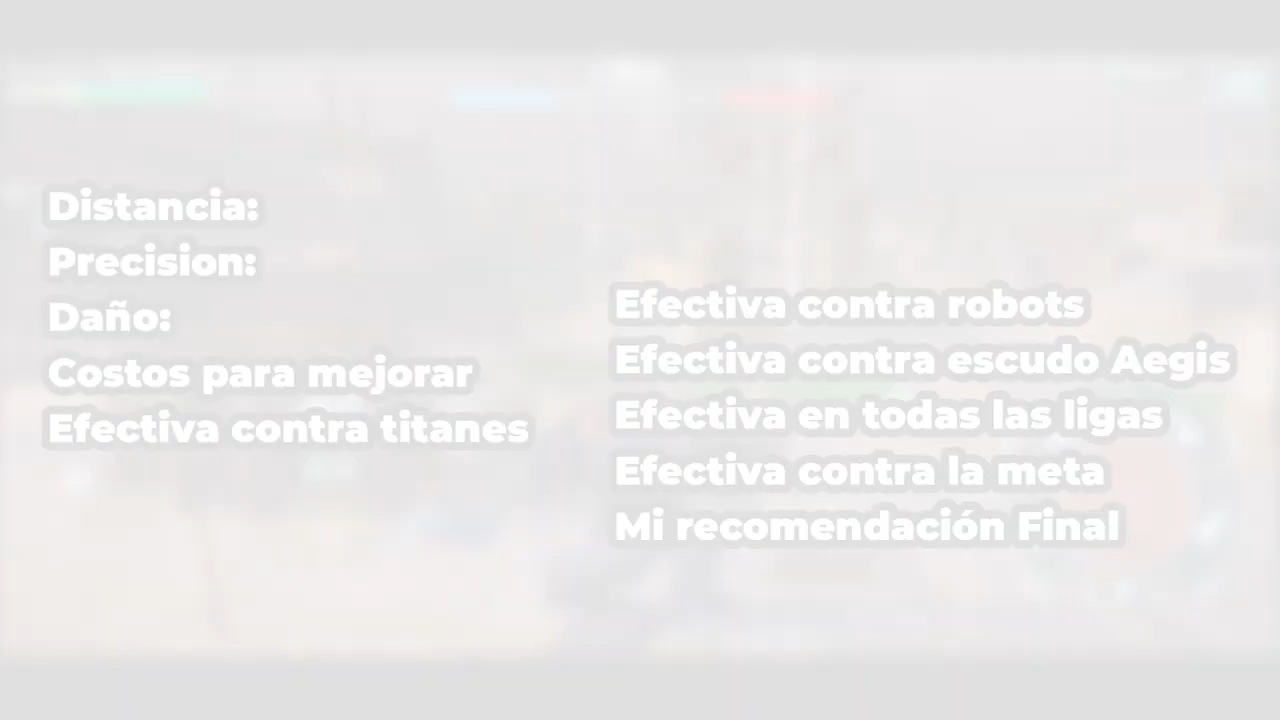 Distancia:
Precision:
Daño:
Costos para mejorar
Efectiva contra titanes
Efectiva contra robots
Efectiva contra escudo Aegis
Efectiva en todas las ligas
Efectiva contra la meta
Mi recomendación Final